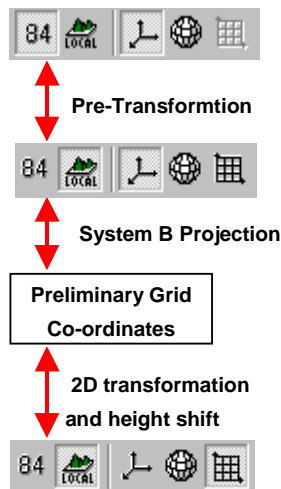 84 LOCAL
Pre-Transformtion
84 LOCAL
System B Projection
Preliminary Grid
Co-ordinates
2D transformation
and height shift
84 LOCAL